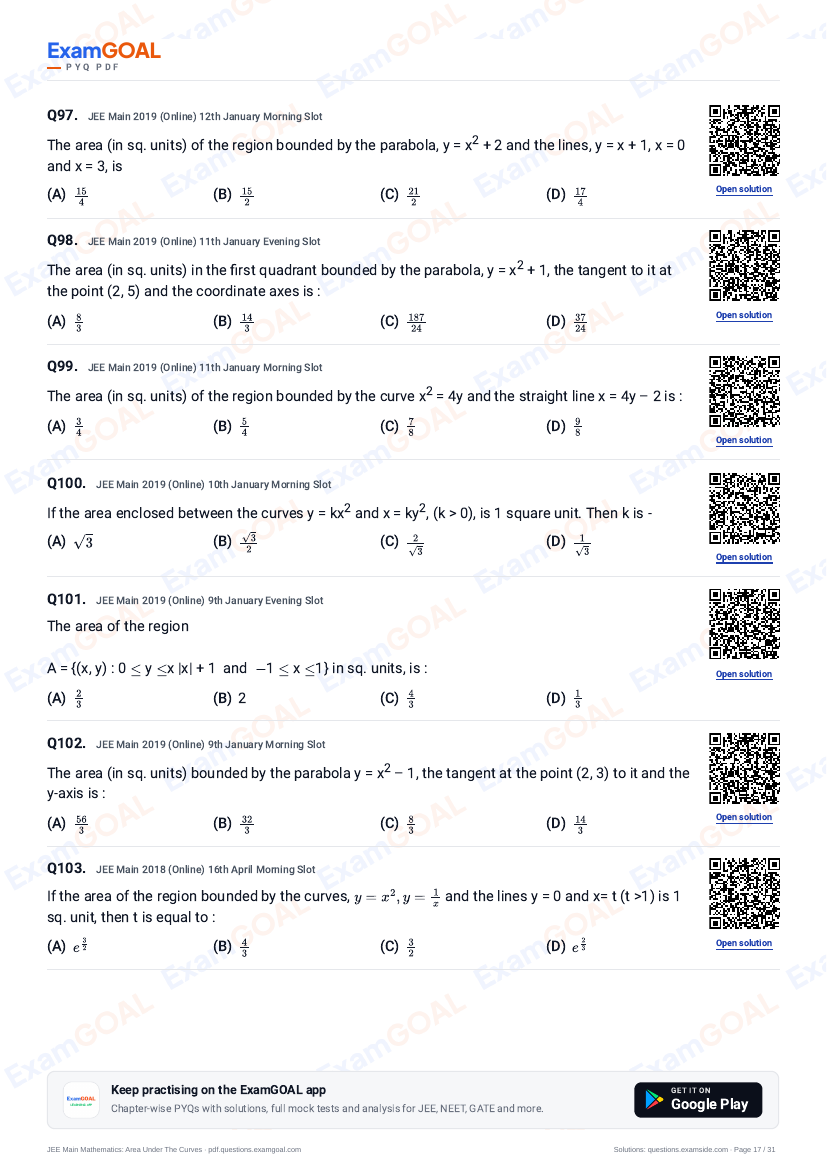 ExamGOAL
PYQ PDF
Q97. JEE Main 2019 (Online) 12th January Morning Slot
The area (in sq. units) of the region bounded by the parabola, y = x² + 2 and the lines, y = x + 1, x = 0
and x = 3, is
(A) 15/4 (B) 15/2 (C) 21/2 (D) 17/4
Open solution
Q98. JEE Main 2019 (Online) 11th January Evening Slot
The area (in sq. units) in the first quadrant bounded by the parabola, y = x² + 1, the tangent to it at
the point (2, 5) and the coordinate axes is :
(A) 8/3 (B) 14/3 (C) 187/24 (D) 37/24
Open solution
Q99. JEE Main 2019 (Online) 11th January Morning Slot
The area (in sq. units) of the region bounded by the curve x² = 4y and the straight line x = 4y − 2 is :
(A) 3/4 (B) 5/4 (C) 7/8 (D) 9/8
Open solution
Q100. JEE Main 2019 (Online) 10th January Morning Slot
If the area enclosed between the curves y = kx² and x = ky², (k > 0), is 1 square unit. Then k is -
(A) √3 (B) √3/2 (C) 2/√3 (D) 1/√3
Open solution
Q101. JEE Main 2019 (Online) 9th January Evening Slot
The area of the region
A = {(x, y) : 0 ≤ y ≤x |x| + 1 and −1 ≤ x ≤1} in sq. units, is :
(A) 2/3 (B) 2 (C) 4/3 (D) 1/3
Open solution
Q102. JEE Main 2019 (Online) 9th January Morning Slot
The area (in sq. units) bounded by the parabola y = x² − 1, the tangent at the point (2, 3) to it and the
y-axis is :
(A) 56/3 (B) 32/3 (C) 8/3 (D) 14/3
Open solution
Q103. JEE Main 2018 (Online) 16th April Morning Slot
If the area of the region bounded by the curves, y = x², y = 1/x and the lines y = 0 and x= t (t >1) is 1
sq. unit, then t is equal to :
(A) e^(3/2) (B) 4/3 (C) 3/2 (D) e^(2/3)
Open solution
ExamGOAL
Keep practising on the ExamGOAL app
Chapter-wise PYQs with solutions, full mock tests and analysis for JEE, NEET, GATE and more.
GET IT ON
Google Play
JEE Main Mathematics: Area Under The Curves · pdf.questions.examgoal.com
Solutions: questions.examside.com · Page 17 / 31